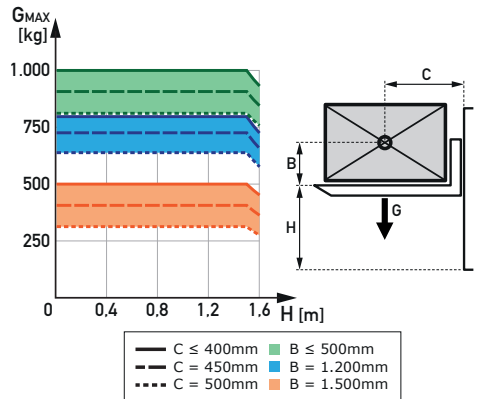 GMAX
[kg]
1.000
750
500
250
0
0,4
0,8
1,2
1,6
H [m]
C
B
H
G
C ≤ 400mm B ≤ 500mm
C = 450mm B = 1.200mm
C = 500mm B = 1.500mm